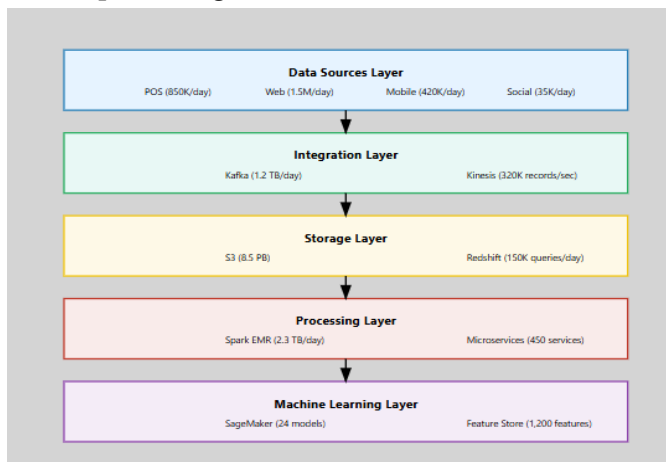 Data Sources Layer
POS (850K/day) Web (1.5M/day) Mobile (420K/day) Social (35K/day)
Integration Layer
Kafka (1.2 TB/day) Kinesis (320K records/sec)
Storage Layer
S3 (8.5 PB) Redshift (150K queries/day)
Processing Layer
Spark EMR (2.3 TB/day) Microservices (450 services)
Machine Learning Layer
SageMaker (24 models) Feature Store (1,200 features)